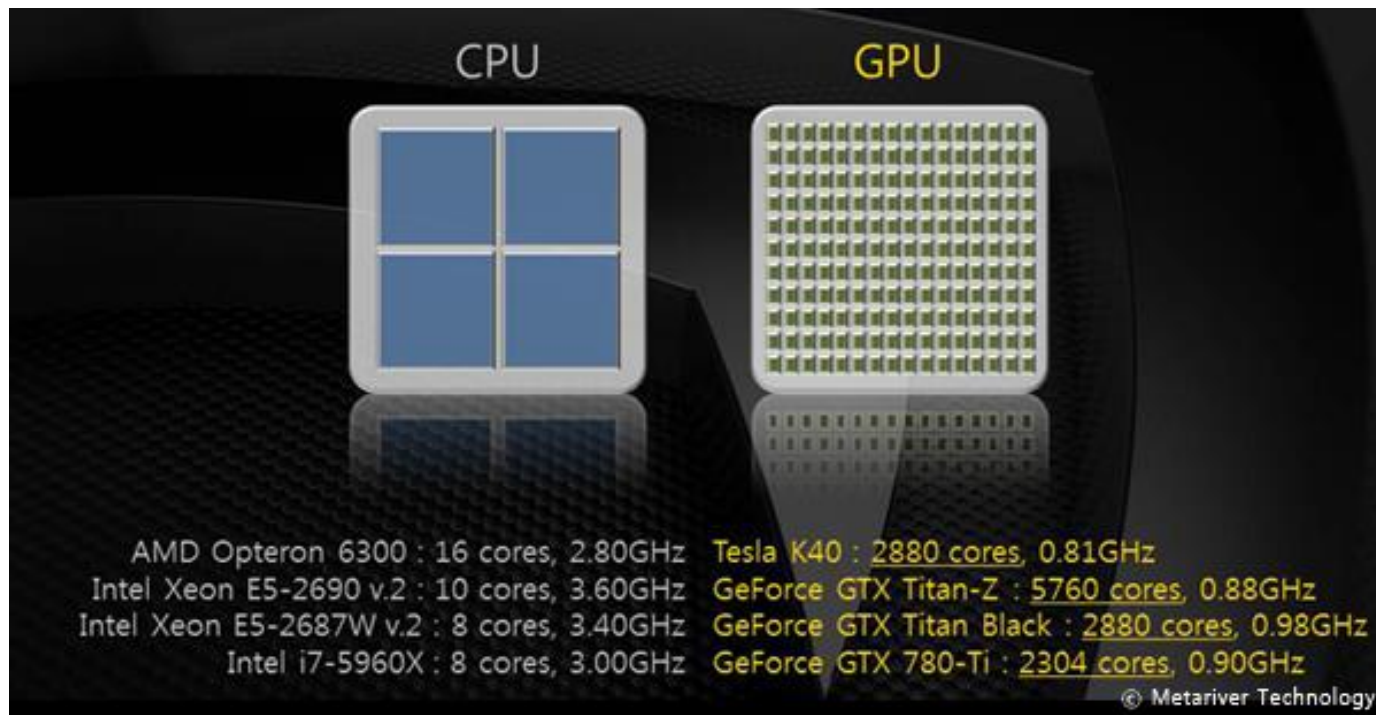 CPU
GPU
AMD Opteron 6300 : 16 cores, 2.80GHz
Intel Xeon E5-2690 v.2 : 10 cores, 3.60GHz
Intel Xeon E5-2687W v.2 : 8 cores, 3.40GHz
Intel i7-5960X : 8 cores, 3.00GHz
Tesla K40 : 2880 cores, 0.81GHz
GeForce GTX Titan-Z : 5760 cores, 0.88GHz
GeForce GTX Titan Black : 2880 cores, 0.98GHz
GeForce GTX 780-Ti : 2304 cores, 0.90GHz
© Metariver Technology